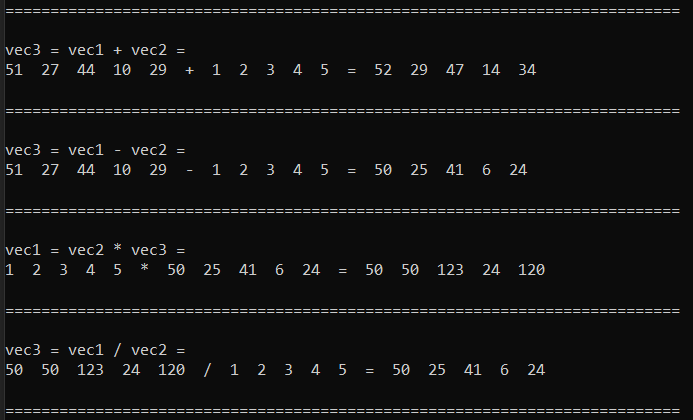 ===========================================================================
vec3 = vec1 + vec2 =
51  27  44  10  29  +  1  2  3  4  5  =  52  29  47  14  34
===========================================================================
vec3 = vec1 - vec2 =
51  27  44  10  29  -  1  2  3  4  5  =  50  25  41  6  24
===========================================================================
vec1 = vec2 * vec3 =
1  2  3  4  5  *  50  25  41  6  24  =  50  50  123  24  120
===========================================================================
vec3 = vec1 / vec2 =
50  50  123  24  120  /  1  2  3  4  5  =  50  25  41  6  24
===========================================================================